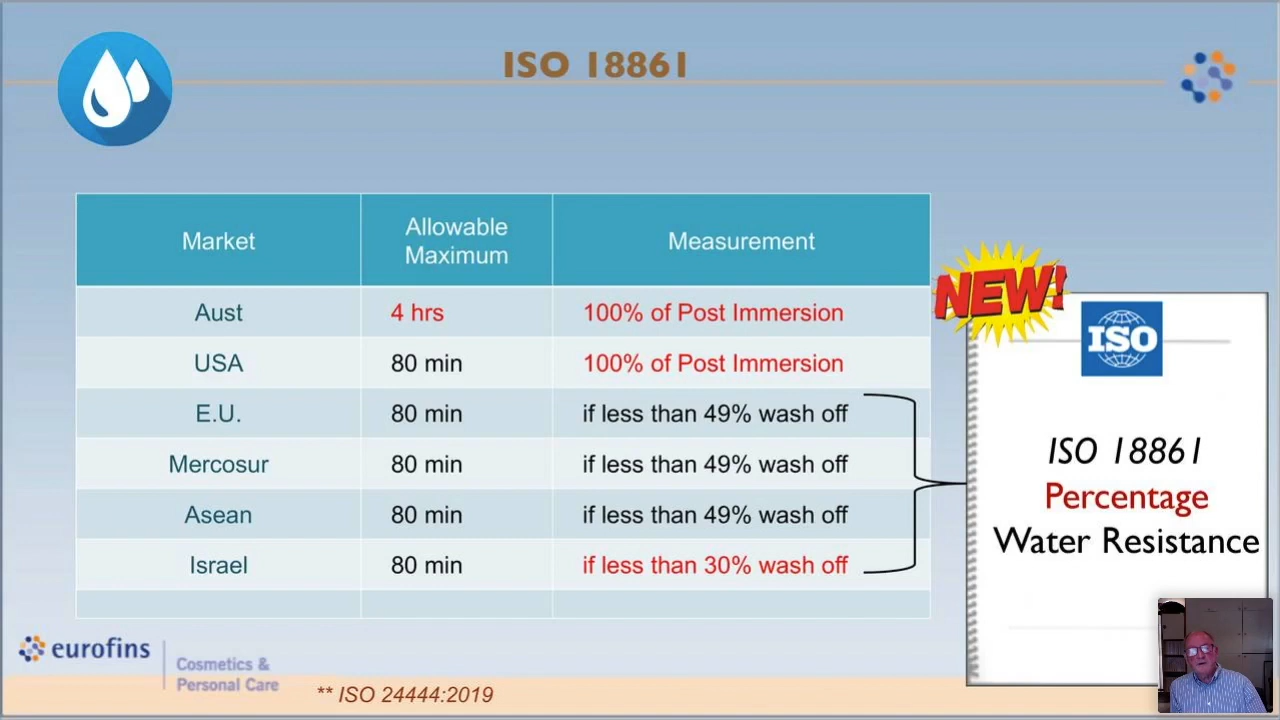 ISO 18861
Market Allowable Maximum Measurement
Aust 4 hrs 100% of Post Immersion
USA 80 min 100% of Post Immersion
E.U. 80 min if less than 49% wash off
Mercosur 80 min if less than 49% wash off
Asean 80 min if less than 49% wash off
Israel 80 min if less than 30% wash off
NEW!
ISO
ISO 18861
Percentage
Water Resistance
eurofins
Cosmetics &
Personal Care
** ISO 24444:2019